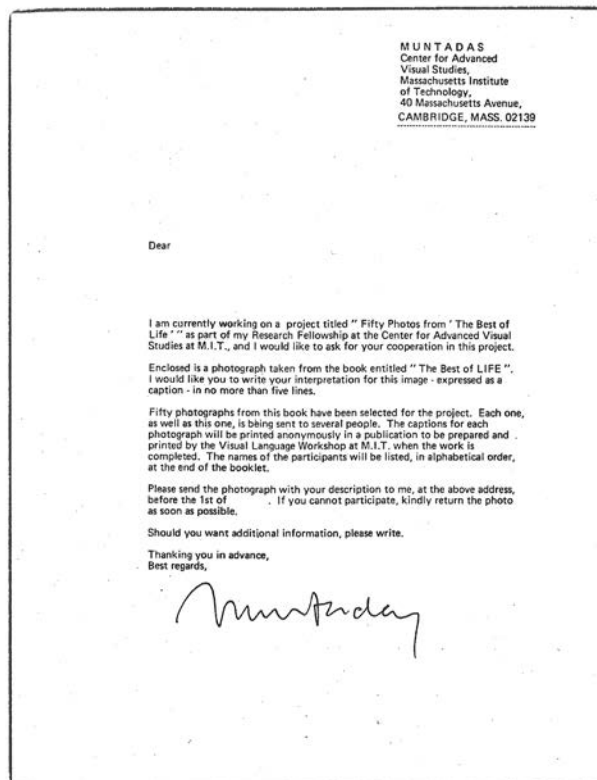 MUNTADAS
Center for Advanced
Visual Studies,
Massachusetts Institute
of Technology,
40 Massachusetts Avenue,
CAMBRIDGE, MASS. 02139
Dear
I am currently working on a project titled " Fifty Photos from ' The Best of
Life ' " as part of my Research Fellowship at the Center for Advanced Visual
Studies at M.I.T., and I would like to ask for your cooperation in this project.
Enclosed is a photograph taken from the book entitled " The Best of LIFE ".
I would like you to write your interpretation for this image - expressed as a
caption - in no more than five lines.
Fifty photographs from this book have been selected for the project. Each one,
as well as this one, is being sent to several people. The captions for each
photograph will be printed anonymously in a publication to be prepared and
printed by the Visual Language Workshop at M.I.T. when the work is
completed. The names of the participants will be listed, in alphabetical order,
at the end of the booklet.
Please send the photograph with your description to me, at the above address,
before the 1st of . If you cannot participate, kindly return the photo
as soon as possible.
Should you want additional information, please write.
Thanking you in advance,
Best regards,
Muntadas